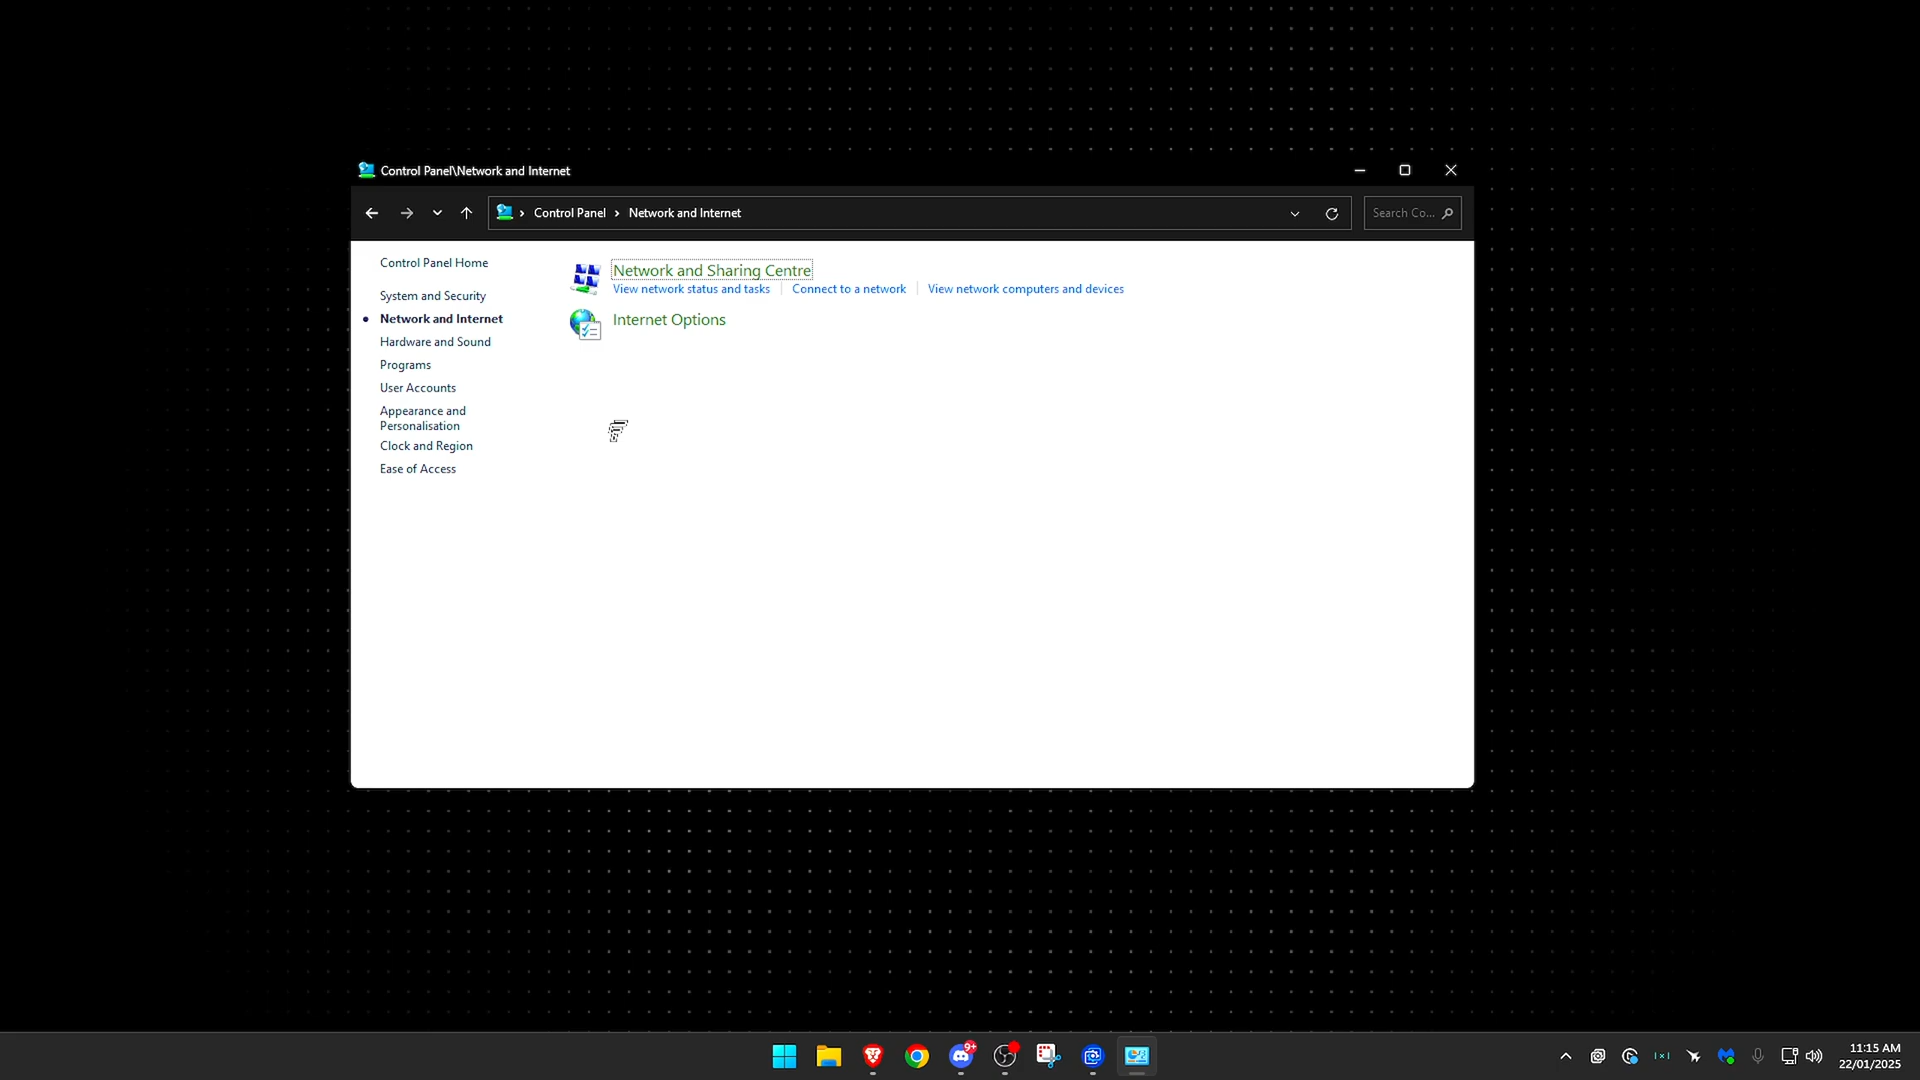 Control Panel\Network and Internet
Control Panel
Network and Internet
Search Co...
Control Panel Home
System and Security
Network and Internet
Hardware and Sound
Programs
User Accounts
Appearance and
Personalisation
Clock and Region
Ease of Access
Network and Sharing Centre
View network status and tasks
Connect to a network
View network computers and devices
Internet Options
9+
11:15 AM
22/01/2025